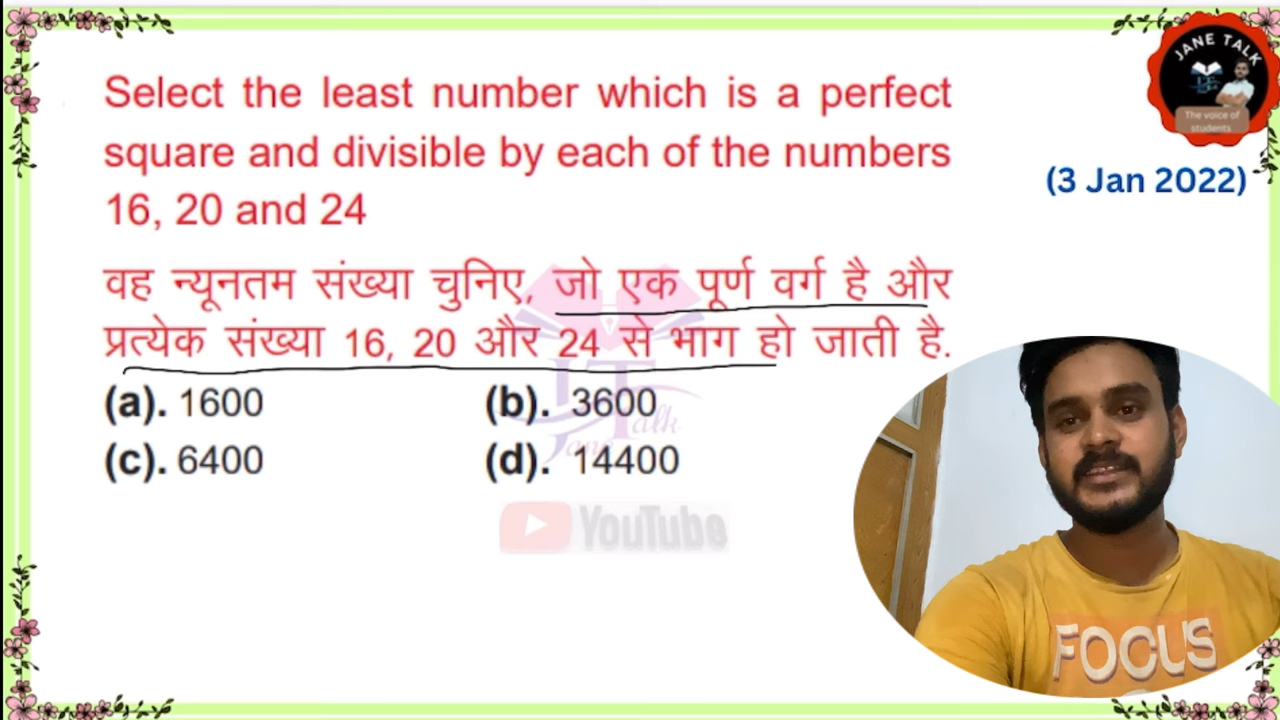 Select the least number which is a perfect
square and divisible by each of the numbers
16, 20 and 24
वह न्यूनतम संख्या चुनिए, जो एक पूर्ण वर्ग है और
प्रत्येक संख्या 16, 20 और 24 से भाग हो जाती है.
(a). 1600 (b). 3600
(c). 6400 (d). 14400
YouTube
JANE TALK
The voice of
students
(3 Jan 2022)
FOCUS